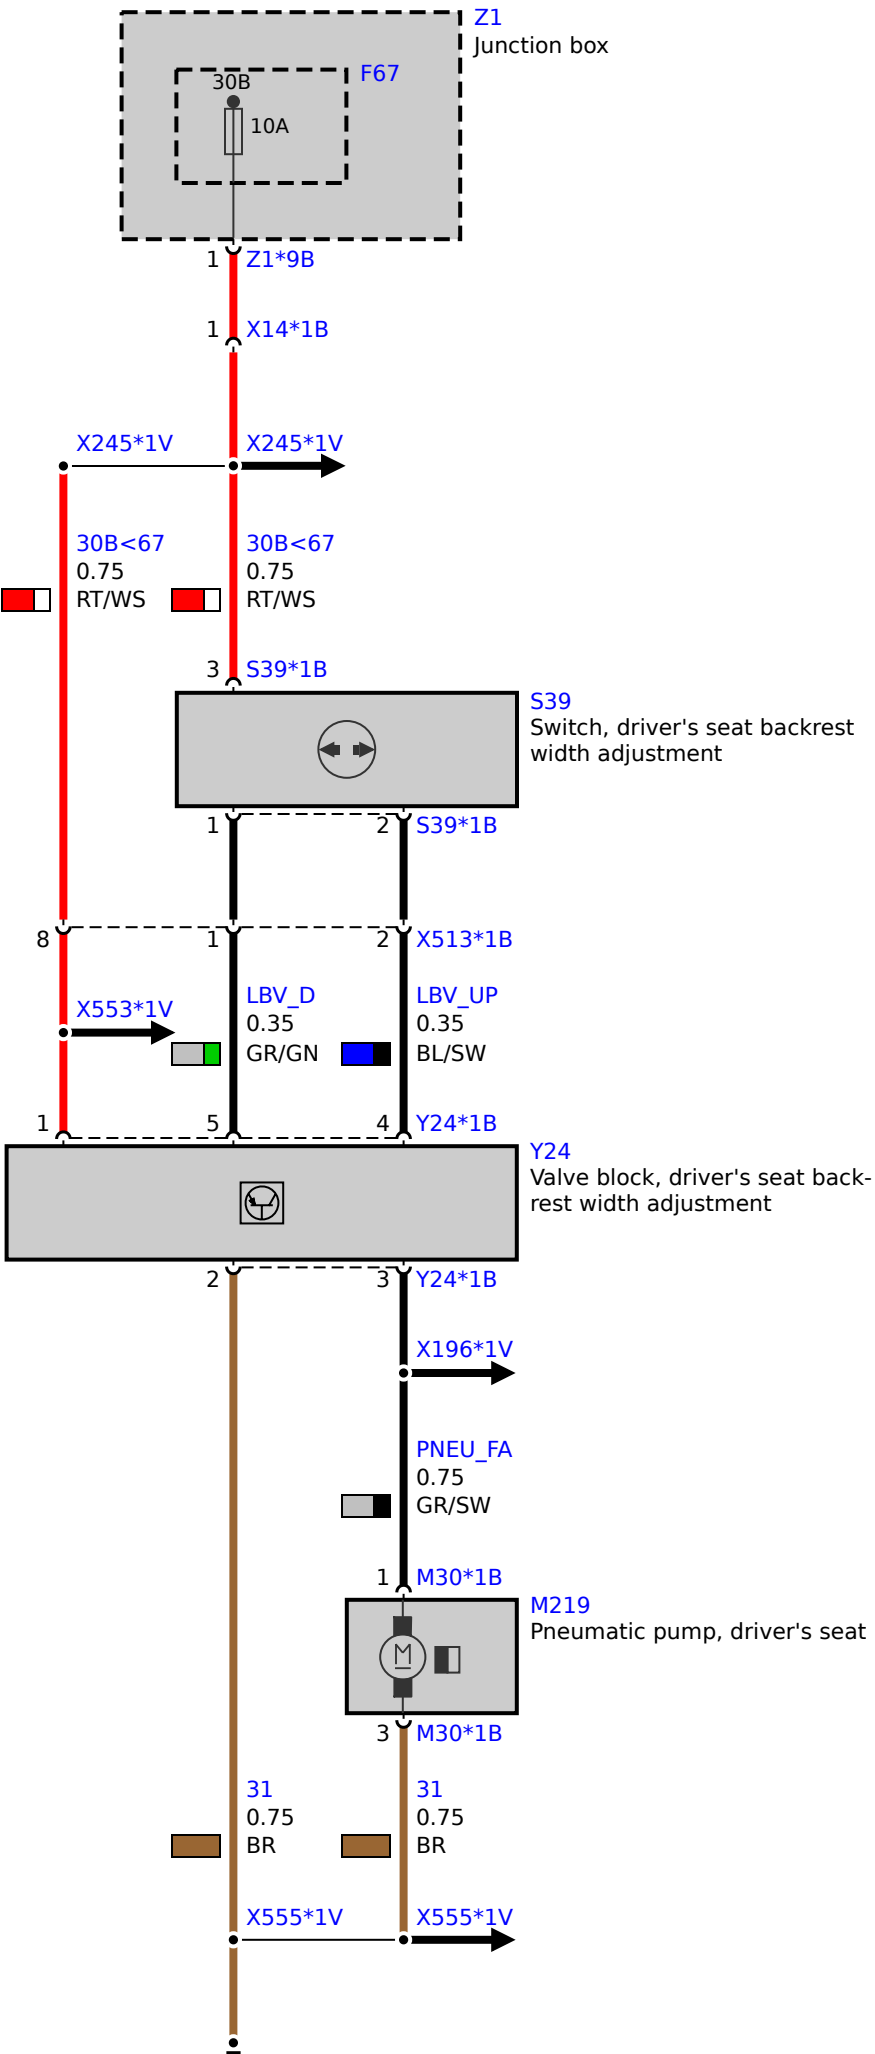 Z1
Junction box
F67
30B
10A
1 Z1*9B
1 X14*1B
X245*1V X245*1V
30B<67 30B<67
0.75 0.75
RT/WS RT/WS
3 S39*1B
S39
Switch, driver's seat backrest
width adjustment
1 2 S39*1B
8 1 2 X513*1B
LBV_D LBV_UP
X553*1V
0.35 0.35
GR/GN BL/SW
1 5 4 Y24*1B
Y24
Valve block, driver's seat back-
rest width adjustment
2 3 Y24*1B
X196*1V
PNEU_FA
0.75
GR/SW
1 M30*1B
M219
Pneumatic pump, driver's seat
M
3 M30*1B
31 31
0.75 0.75
BR BR
X555*1V X555*1V